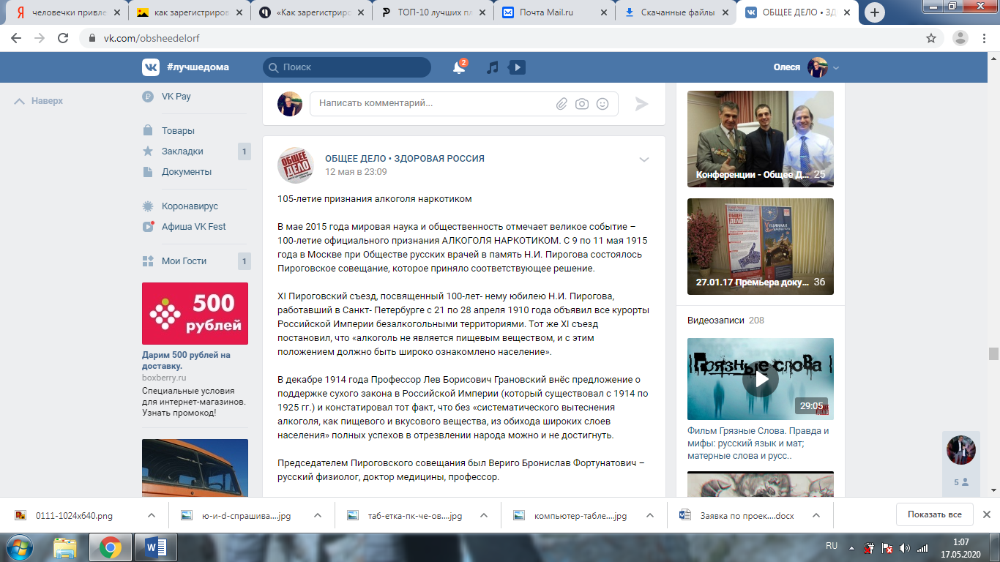 человечки привле
как зарегистриров
«Как зарегистрирс
ТОП-10 лучших пл
Почта Mail.ru
Скачанные файлы
ОБЩЕЕ ДЕЛО • ЗД
vk.com/obsheedelorf
#лучшедома
Поиск
2
Олеся
Наверх
VK Pay
Товары
Закладки 1
Документы
Коронавирус
Афиша VK Fest
Мои Гости 1
500
рублей
Дарим 500 рублей на
доставку.
boxberry.ru
Специальные условия
для интернет-магазинов.
Узнать промокод!
Написать комментарий...
ОБЩЕЕ ДЕЛО
ОБЩЕЕ ДЕЛО • ЗДОРОВАЯ РОССИЯ
12 мая в 23:09
105-летие признания алкоголя наркотиком
В мае 2015 года мировая наука и общественность отмечает великое событие –
100-летие официального признания АЛКОГОЛЯ НАРКОТИКОМ. С 9 по 11 мая 1915
года в Москве при Обществе русских врачей в память Н.И. Пирогова состоялось
Пироговское совещание, которое приняло соответствующее решение.
XI Пироговский съезд, посвященный 100-лет- нему юбилею Н.И. Пирогова,
работавший в Санкт- Петербурге с 21 по 28 апреля 1910 года объявил все курорты
Российской Империи безалкогольными территориями. Тот же XI съезд
постановил, что «алкоголь не является пищевым веществом, и с этим
положением должно быть широко ознакомлено население».
В декабре 1914 года Профессор Лев Борисович Грановский внёс предложение о
поддержке сухого закона в Российской Империи (который существовал с 1914 по
1925 гг.) и констатировал тот факт, что без «систематического вытеснения
алкоголя, как пищевого и вкусового вещества, из обихода широких слоев
населения» полных успехов в отрезвлении народа можно и не достигнуть.
Председателем Пироговского совещания был Вериго Бронислав Фортунатович –
русский физиолог, доктор медицины, профессор.
Конференции - Общее Д... 25
27.01.17 Премьера доку... 36
Видеозаписи 208
Грязные слова
29:05
Фильм Грязные Слова. Правда и
мифы: русский язык и мат;
матерные слова и русс..
5
0111-1024x640.png
ю-и-d-спрашива....jpg
таб-етка-пк-че-ов....jpg
компьютер-табле....jpg
Заявка по проек....docx
Показать все
RU
1:07
17.05.2020